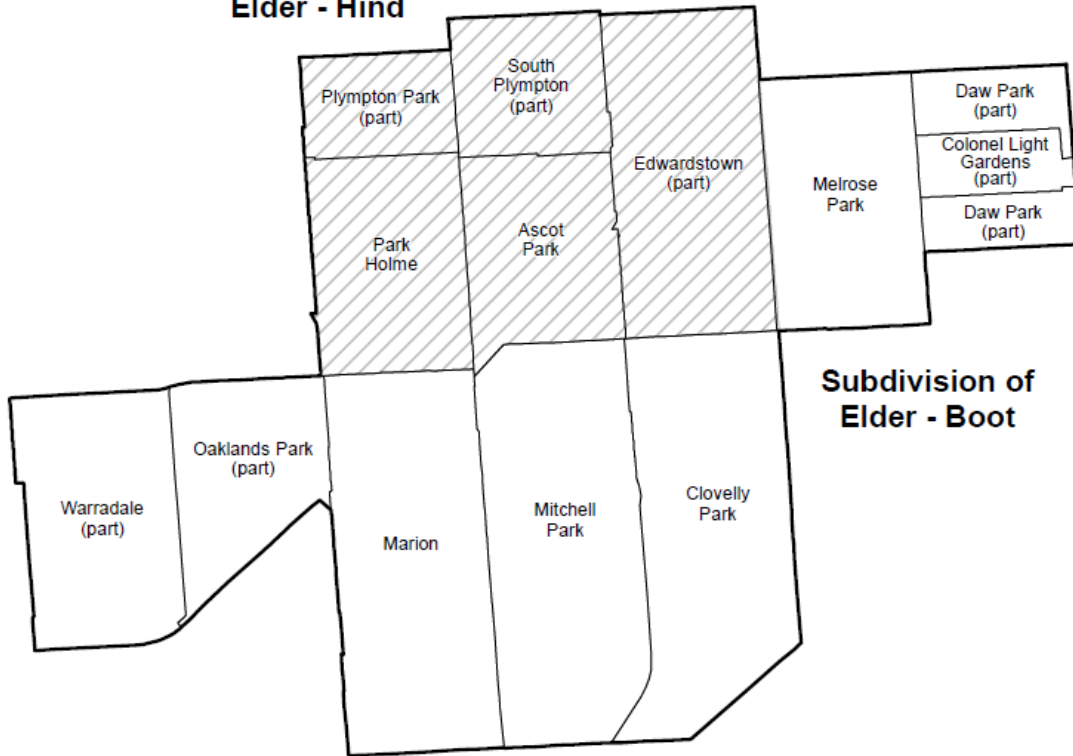 Elder - Hind
South
Plympton
(part)
Plympton Park
(part)
Daw Park
(part)
Colonel Light
Gardens
(part)
Edwardstown
(part)
Melrose
Park
Daw Park
(part)
Park
Holme
Ascot
Park
Subdivision of
Elder - Boot
Oaklands Park
(part)
Warradale
(part)
Marion
Mitchell
Park
Clovelly
Park